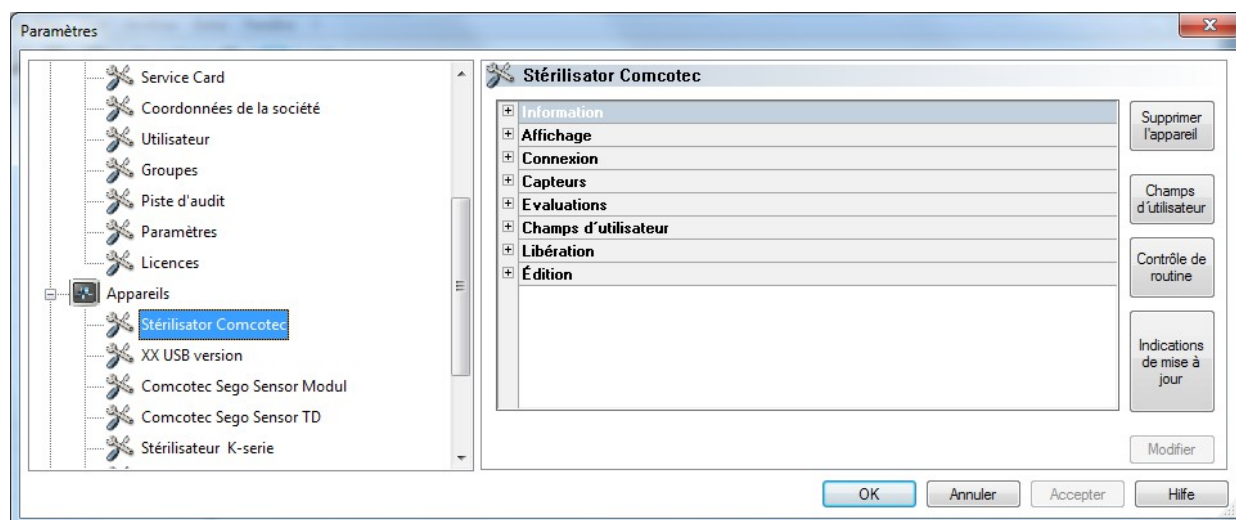 Paramètres
Service Card
Coordonnées de la société
Utilisateur
Groupes
Piste d'audit
Paramètres
Licences
Appareils
Stérilisator Comcotec
XX USB version
Comcotec Sego Sensor Modul
Comcotec Sego Sensor TD
Stérilisateur K-serie
Stérilisator Comcotec
Information
Affichage
Connexion
Capteurs
Evaluations
Champs d´utilisateur
Libération
Édition
Supprimer
l'appareil
Champs
d´utilisateur
Contrôle de
routine
Indications
de mise à
jour
Modifier
OK
Annuler
Accepter
Hilfe